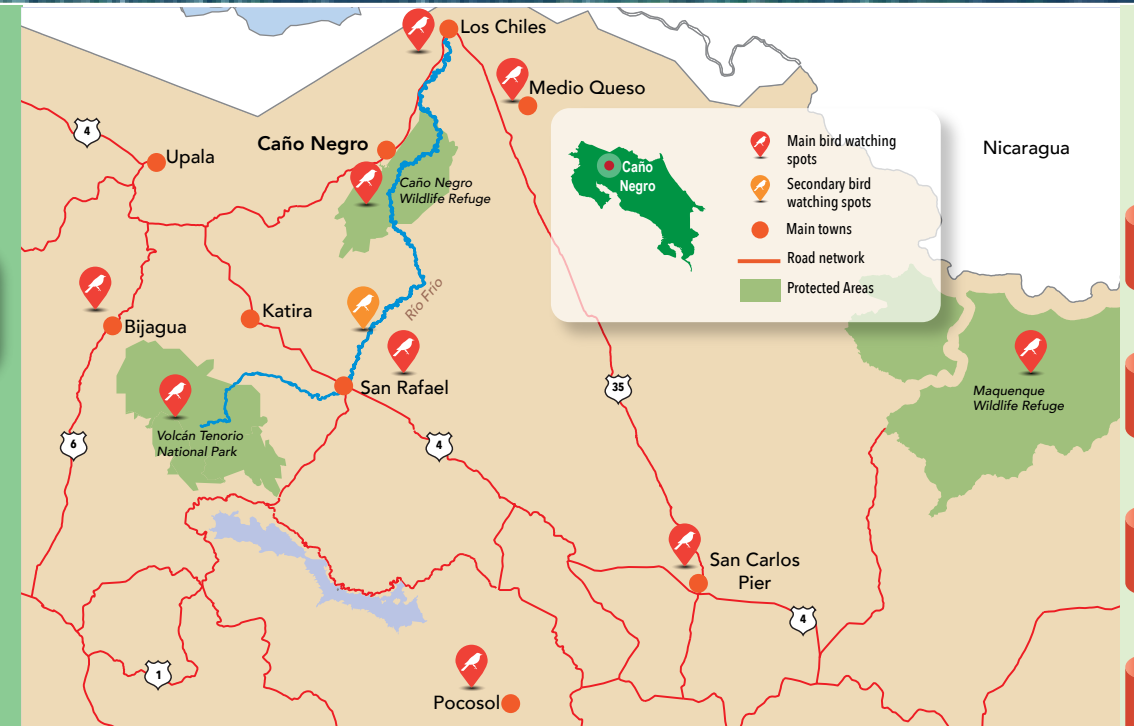 Los Chiles
Medio Queso
4
Upala
Caño Negro
Caño Negro
Wildlife Refuge
Nicaragua
Caño
Negro
Main bird watching
spots
Secondary bird
watching spots
Main towns
Road network
Protected Areas
Río Frío
Katira
Bijagua
San Rafael
35
Maquenque
Wildlife Refuge
Volcán Tenorio
National Park
6
4
San Carlos
Pier
4
1
Pocosol